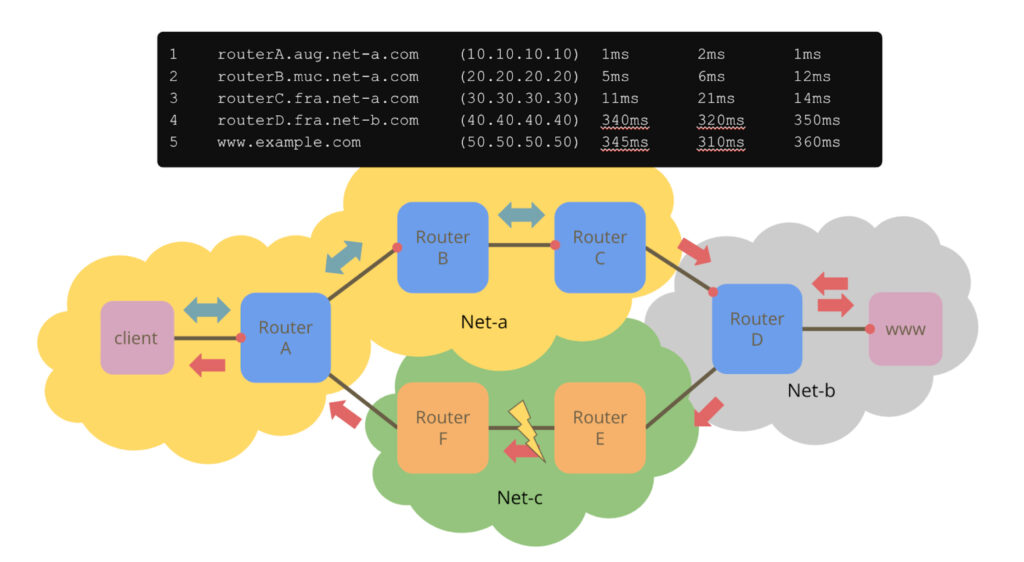 1 routerA.aug.net-a.com (10.10.10.10) 1ms 2ms 1ms
2 routerB.muc.net-a.com (20.20.20.20) 5ms 6ms 12ms
3 routerC.fra.net-a.com (30.30.30.30) 11ms 21ms 14ms
4 routerD.fra.net-b.com (40.40.40.40) 340ms 320ms 350ms
5 www.example.com (50.50.50.50) 345ms 310ms 360ms
Router
B
Router
C
client
Router
A
Net-a
Router
D
www
Net-b
Router
F
Router
E
Net-c